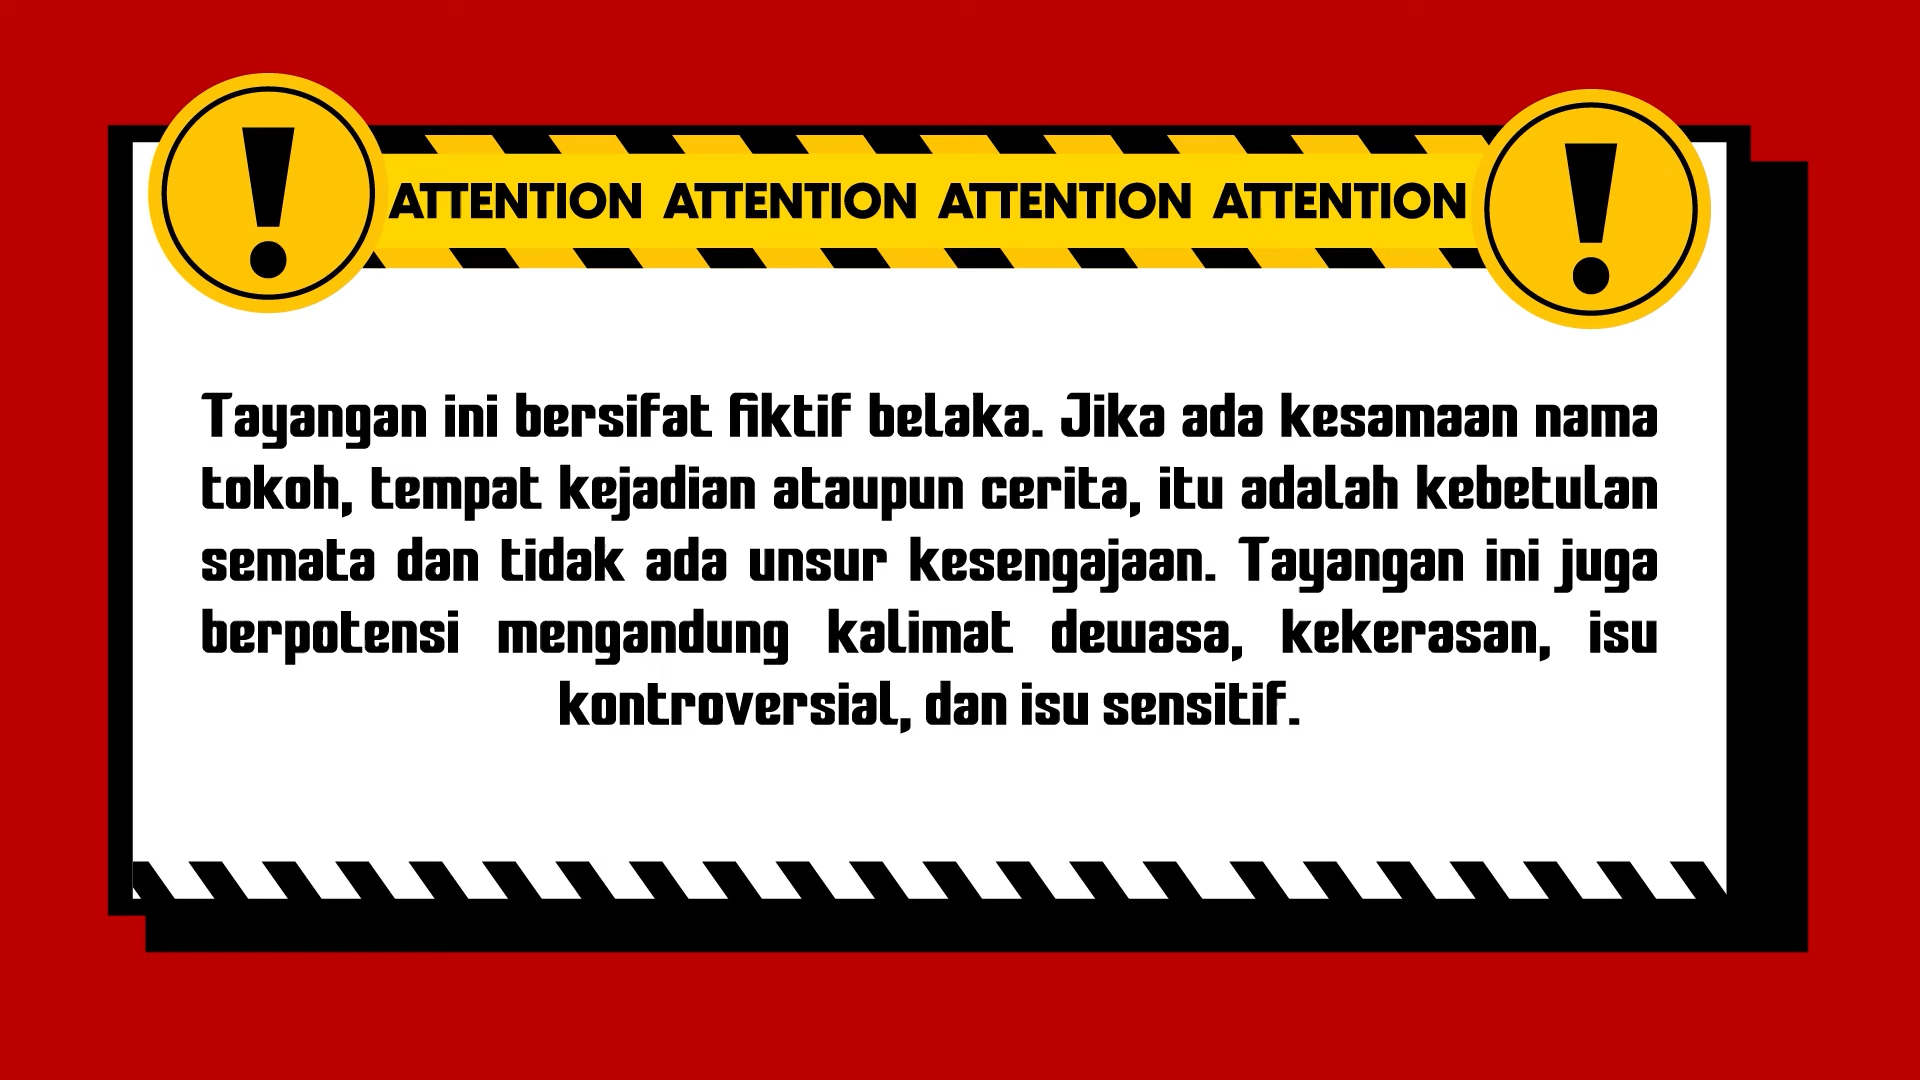 ATTENTION ATTENTION ATTENTION ATTENTION
Tayangan ini bersifat fiktif belaka. Jika ada kesamaan nama
tokoh, tempat kejadian ataupun cerita, itu adalah kebetulan
semata dan tidak ada unsur kesengajaan. Tayangan ini juga
berpotensi mengandung kalimat dewasa, kekerasan, isu
kontroversial, dan isu sensitif.